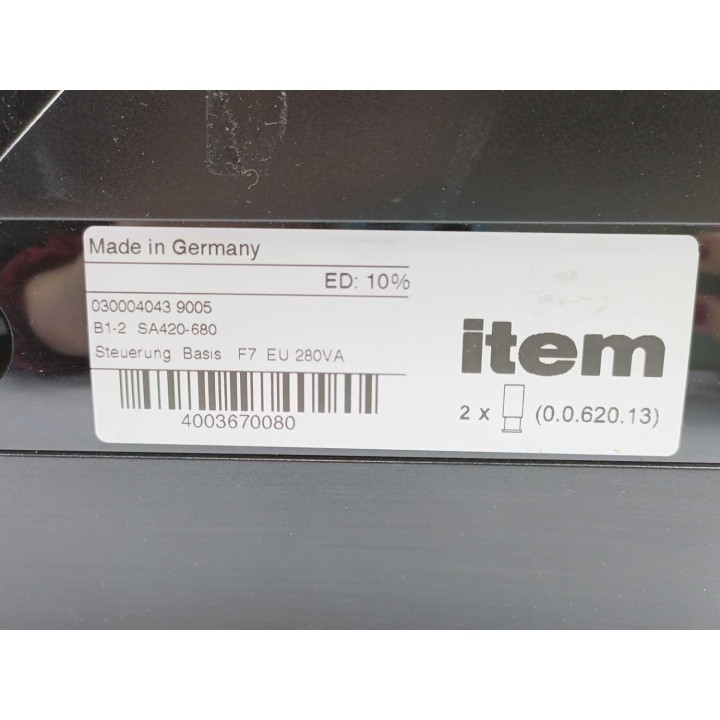 Made in Germany
ED: 10%
030004043 9005
B1-2 SA420-680
Steuerung Basis F7 EU 280VA
4003670080
item
2 x (0.0.620.13)